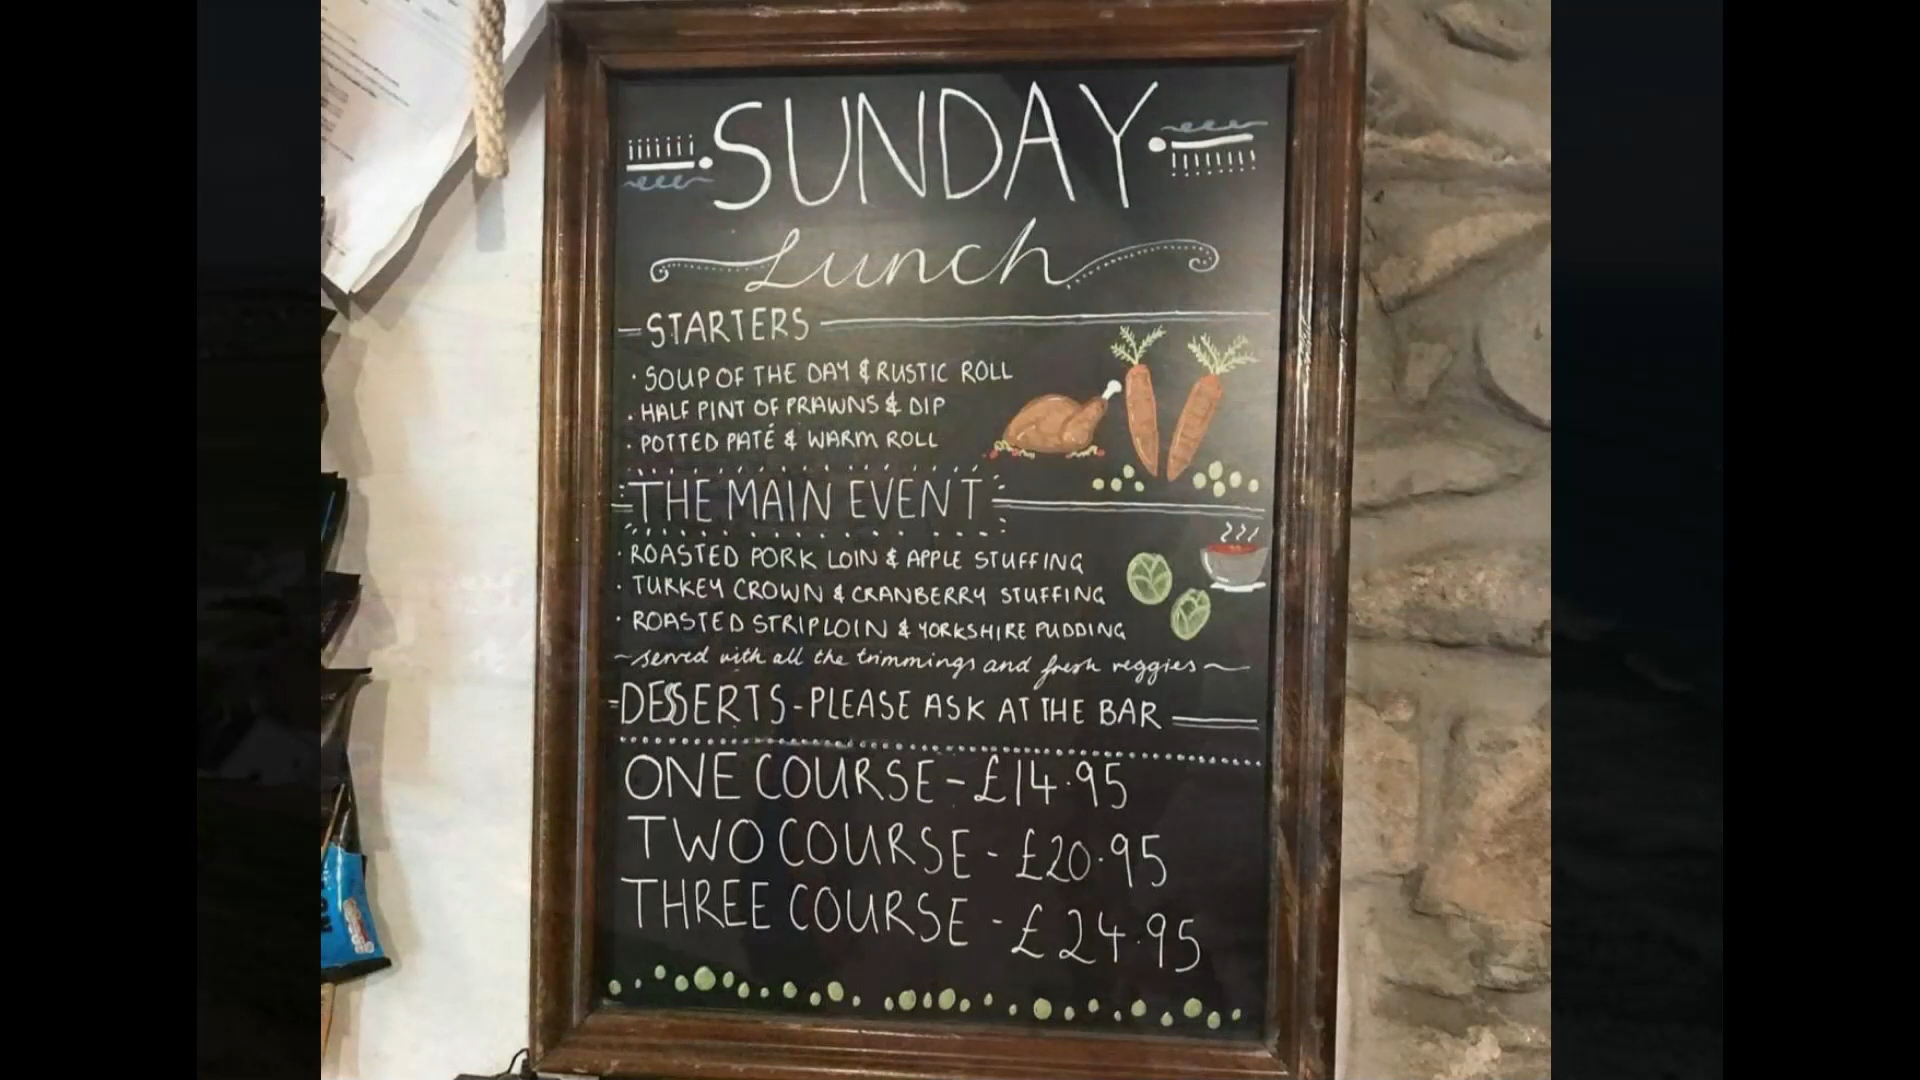 SUNDAY
Lunch
STARTERS
· SOUP OF THE DAY & RUSTIC ROLL
· HALF PINT OF PRAWNS & DIP
· POTTED PATÉ & WARM ROLL
THE MAIN EVENT
· ROASTED PORK LOIN & APPLE STUFFING
· TURKEY CROWN & CRANBERRY STUFFING
· ROASTED STRIPLOIN & YORKSHIRE PUDDING
~ served with all the trimmings and fresh veggies ~
DESSERTS - PLEASE ASK AT THE BAR
ONE COURSE - £14.95
TWO COURSE - £20.95
THREE COURSE - £24.95